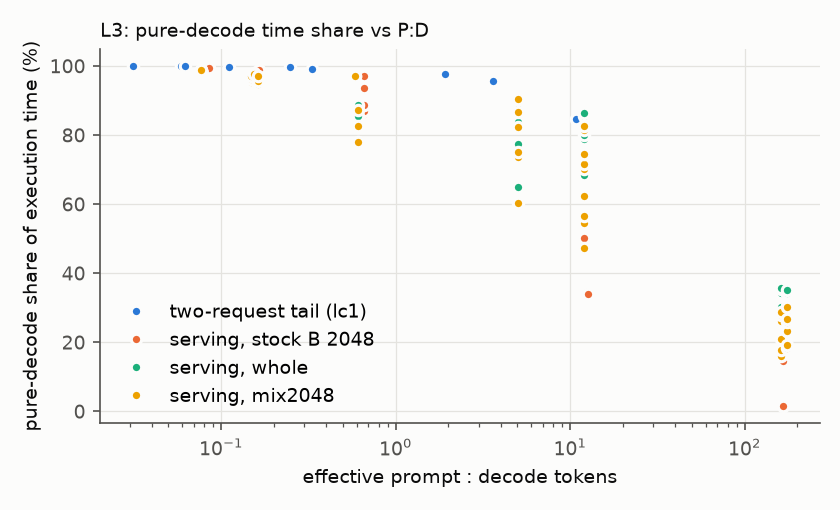 L3: pure-decode time share vs P:D
pure-decode share of execution time (%)
100
80
60
40
20
0
two-request tail (lc1)
serving, stock B 2048
serving, whole
serving, mix2048
10⁻¹
10⁰
10¹
10²
effective prompt : decode tokens